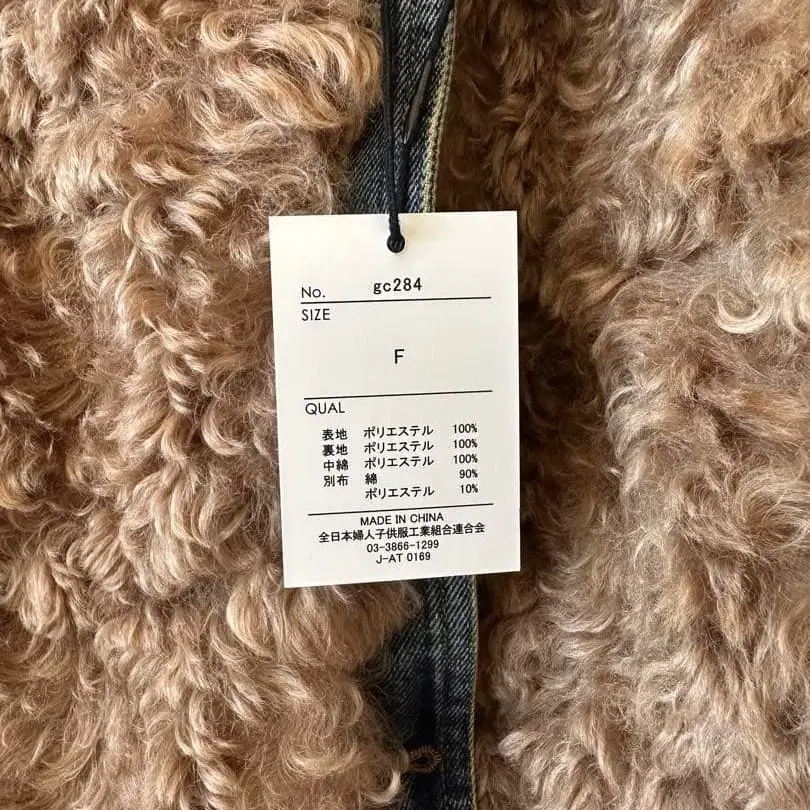 No. gc284
SIZE
F
QUAL
表地 ポリエステル 100%
裏地 ポリエステル 100%
中綿 ポリエステル 100%
別布 綿 90%
ポリエステル 10%
MADE IN CHINA
全日本婦人子供服工業組合連合会
03-3866-1299
J-AT 0169